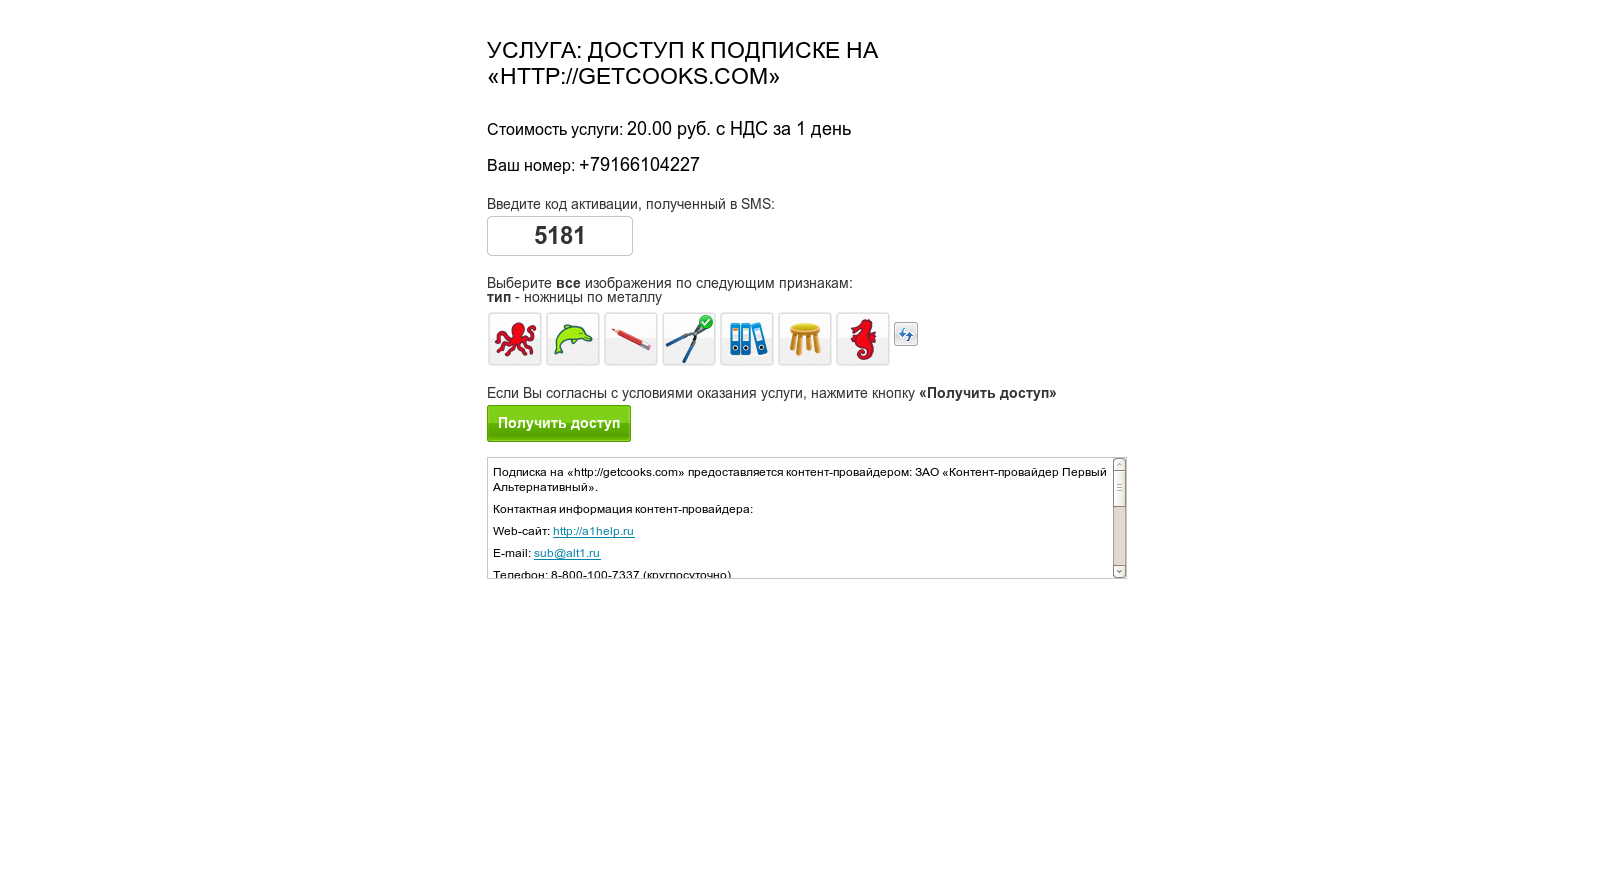 УСЛУГА: ДОСТУП К ПОДПИСКЕ НА
«HTTP://GETCOOKS.COM»
Стоимость услуги: 20.00 руб. с НДС за 1 день
Ваш номер: +79166104227
Введите код активации, полученный в SMS:
5181
Выберите все изображения по следующим признакам:
тип - ножницы по металлу
Если Вы согласны с условиями оказания услуги, нажмите кнопку «Получить доступ»
Получить доступ
Подписка на «http://getcooks.com» предоставляется контент-провайдером: ЗАО «Контент-провайдер Первый
Альтернативный».
Контактная информация контент-провайдера:
Web-сайт: http://a1help.ru
E-mail: sub@alt1.ru
Телефон: 8-800-100-7337 (круглосуточно)